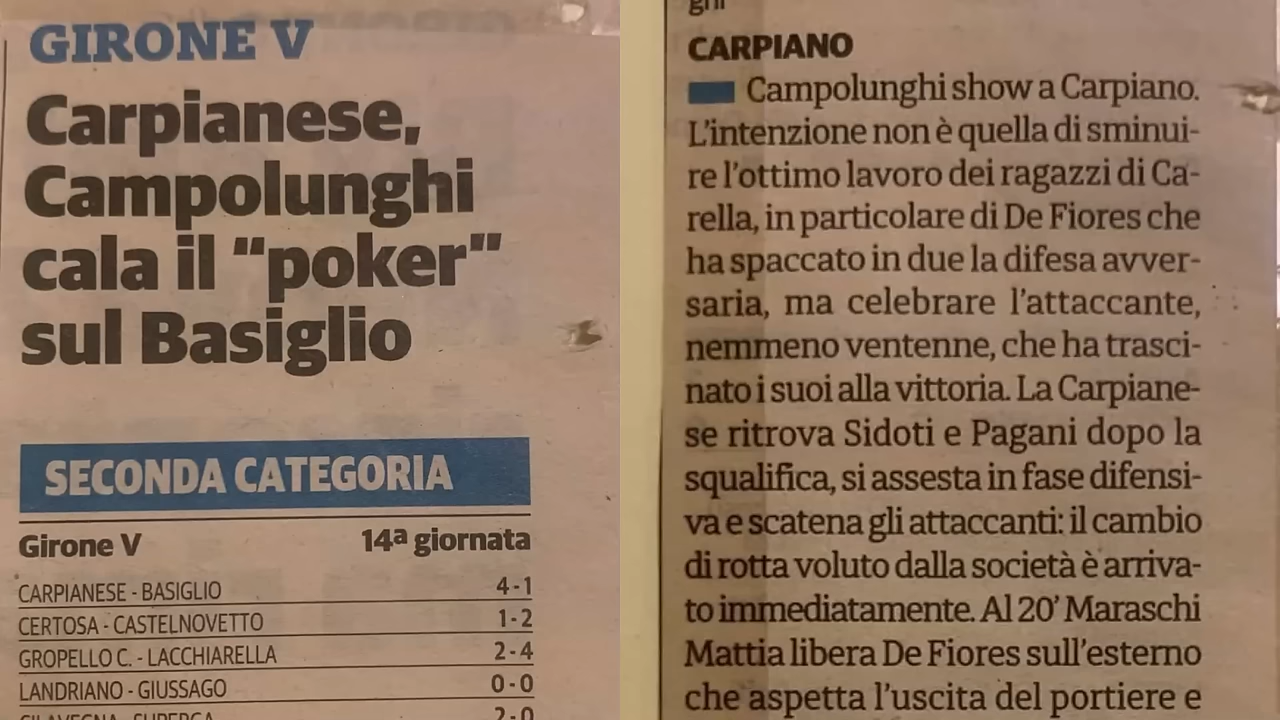 GIRONE V
Carpianese,
Campolunghi
cala il "poker"
sul Basiglio
SECONDA CATEGORIA
Girone V 14ª giornata
CARPIANESE - BASIGLIO 4-1
CERTOSA - CASTELNOVETTO 1-2
GROPELLO C. - LACCHIARELLA 2-4
LANDRIANO - GIUSSAGO 0-0
2-0
CARPIANO
Campolunghi show a Carpiano.
L'intenzione non è quella di sminui-
re l'ottimo lavoro dei ragazzi di Ca-
rella, in particolare di De Fiores che
ha spaccato in due la difesa avver-
saria, ma celebrare l'attaccante,
nemmeno ventenne, che ha trasci-
nato i suoi alla vittoria. La Carpiane-
se ritrova Sidoti e Pagani dopo la
squalifica, si assesta in fase difensi-
va e scatena gli attaccanti: il cambio
di rotta voluto dalla società è arriva-
to immediatamente. Al 20' Maraschi
Mattia libera De Fiores sull'esterno
che aspetta l'uscita del portiere e